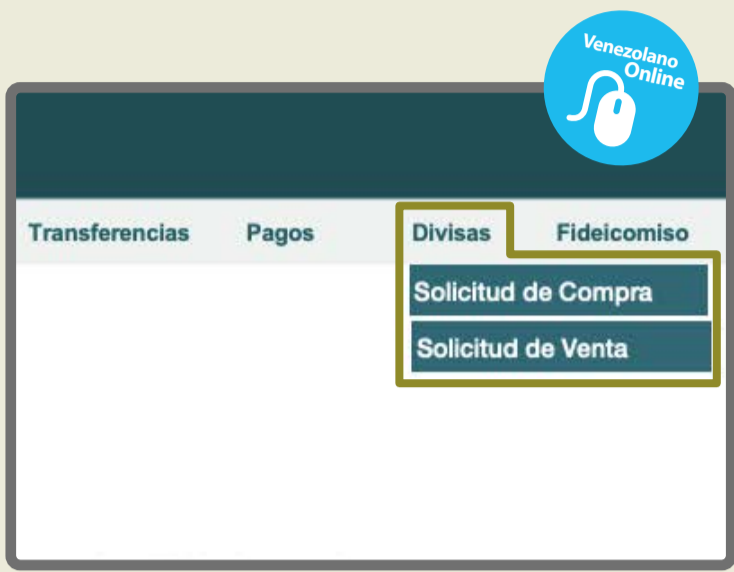 Venezolano
Online
Transferencias Pagos Divisas Fideicomiso
Solicitud de Compra
Solicitud de Venta